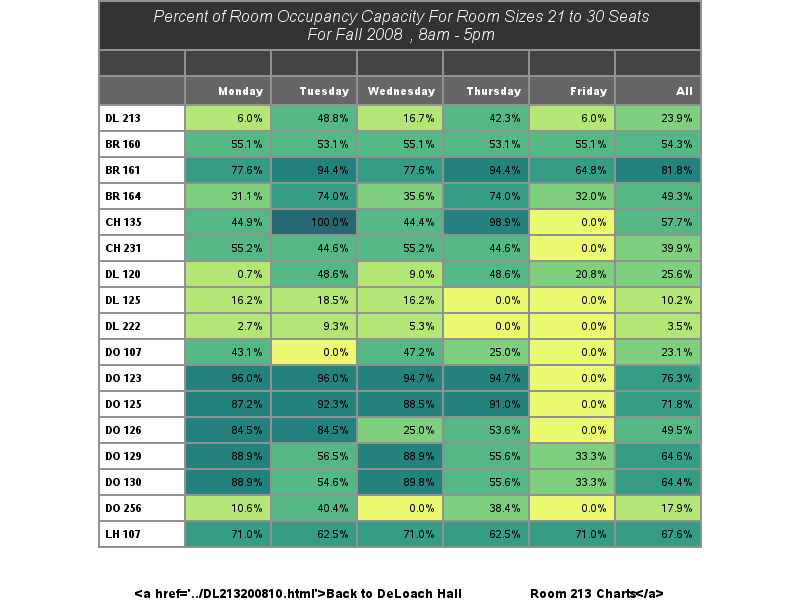 Percent of Room Occupancy Capacity For Room Sizes 21 to 30 Seats
For Fall 2008 , 8am - 5pm
Monday Tuesday Wednesday Thursday Friday All
DL 213 6.0% 48.8% 16.7% 42.3% 6.0% 23.9%
BR 160 55.1% 53.1% 55.1% 53.1% 55.1% 54.3%
BR 161 77.6% 94.4% 77.6% 94.4% 64.8% 81.8%
BR 164 31.1% 74.0% 35.6% 74.0% 32.0% 49.3%
CH 135 44.9% 100.0% 44.4% 98.9% 0.0% 57.7%
CH 231 55.2% 44.6% 55.2% 44.6% 0.0% 39.9%
DL 120 0.7% 48.6% 9.0% 48.6% 20.8% 25.6%
DL 125 16.2% 18.5% 16.2% 0.0% 0.0% 10.2%
DL 222 2.7% 9.3% 5.3% 0.0% 0.0% 3.5%
DO 107 43.1% 0.0% 47.2% 25.0% 0.0% 23.1%
DO 123 96.0% 96.0% 94.7% 94.7% 0.0% 76.3%
DO 125 87.2% 92.3% 88.5% 91.0% 0.0% 71.8%
DO 126 84.5% 84.5% 25.0% 53.6% 0.0% 49.5%
DO 129 88.9% 56.5% 88.9% 55.6% 33.3% 64.6%
DO 130 88.9% 54.6% 89.8% 55.6% 33.3% 64.4%
DO 256 10.6% 40.4% 0.0% 38.4% 0.0% 17.9%
LH 107 71.0% 62.5% 71.0% 62.5% 71.0% 67.6%
<a href='../DL213200810.html'>Back to DeLoach Hall Room 213 Charts</a>